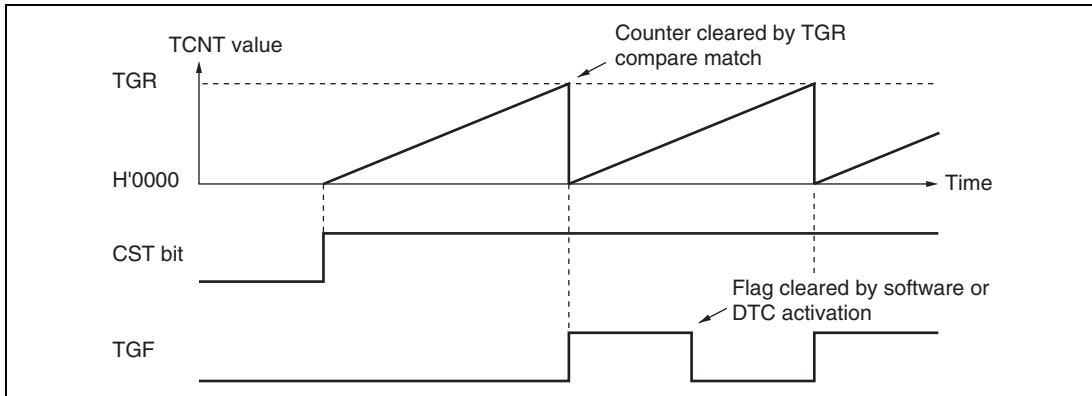 Counter cleared by TGR
compare match
TCNT value
TGR
H'0000
Time
CST bit
Flag cleared by software or
DTC activation
TGF